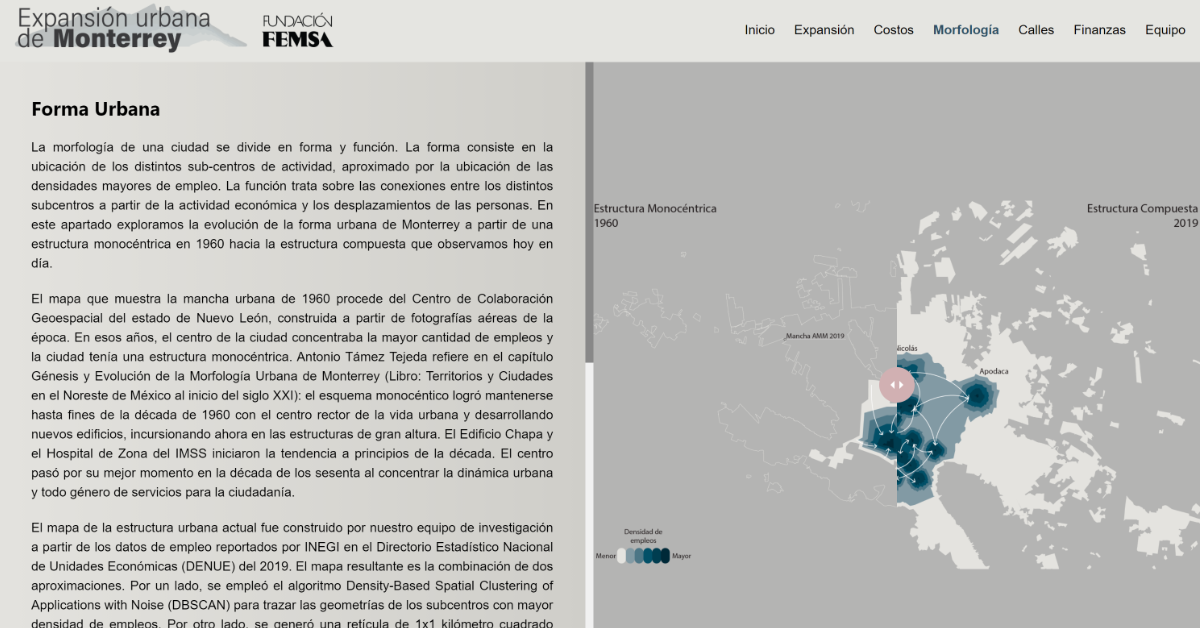 Expansión urbana
de Monterrey
FUNDACIÓN
FEMSA
Inicio Expansión Costos Morfología Calles Finanzas Equipo
Forma Urbana
La morfología de una ciudad se divide en forma y función. La forma consiste en la
ubicación de los distintos sub-centros de actividad, aproximado por la ubicación de las
densidades mayores de empleo. La función trata sobre las conexiones entre los distintos
subcentros a partir de la actividad económica y los desplazamientos de las personas. En
este apartado exploramos la evolución de la forma urbana de Monterrey a partir de una
estructura monocéntrica en 1960 hacia la estructura compuesta que observamos hoy en
día.
El mapa que muestra la mancha urbana de 1960 procede del Centro de Colaboración
Geoespacial del estado de Nuevo León, construida a partir de fotografías aéreas de la
época. En esos años, el centro de la ciudad concentraba la mayor cantidad de empleos y
la ciudad tenía una estructura monocéntrica. Antonio Támez Tejeda refiere en el capítulo
Génesis y Evolución de la Morfología Urbana de Monterrey (Libro: Territorios y Ciudades
en el Noreste de México al inicio del siglo XXI): el esquema monocéntico logró mantenerse
hasta fines de la década de 1960 con el centro rector de la vida urbana y desarrollando
nuevos edificios, incursionando ahora en las estructuras de gran altura. El Edificio Chapa y
el Hospital de Zona del IMSS iniciaron la tendencia a principios de la década. El centro
pasó por su mejor momento en la década de los sesenta al concentrar la dinámica urbana
y todo género de servicios para la ciudadanía.
El mapa de la estructura urbana actual fue construido por nuestro equipo de investigación
a partir de los datos de empleo reportados por INEGI en el Directorio Estadístico Nacional
de Unidades Económicas (DENUE) del 2019. El mapa resultante es la combinación de dos
aproximaciones. Por un lado, se empleó el algoritmo Density-Based Spatial Clustering of
Applications with Noise (DBSCAN) para trazar las geometrías de los subcentros con mayor
densidad de empleos. Por otro lado, se generó una retícula de 1x1 kilómetro cuadrado
Estructura Monocéntrica
1960
Estructura Compuesta
2019
Mancha AMM 2019
Nicolás
Apodaca
Densidad de
empleos
Menor Mayor